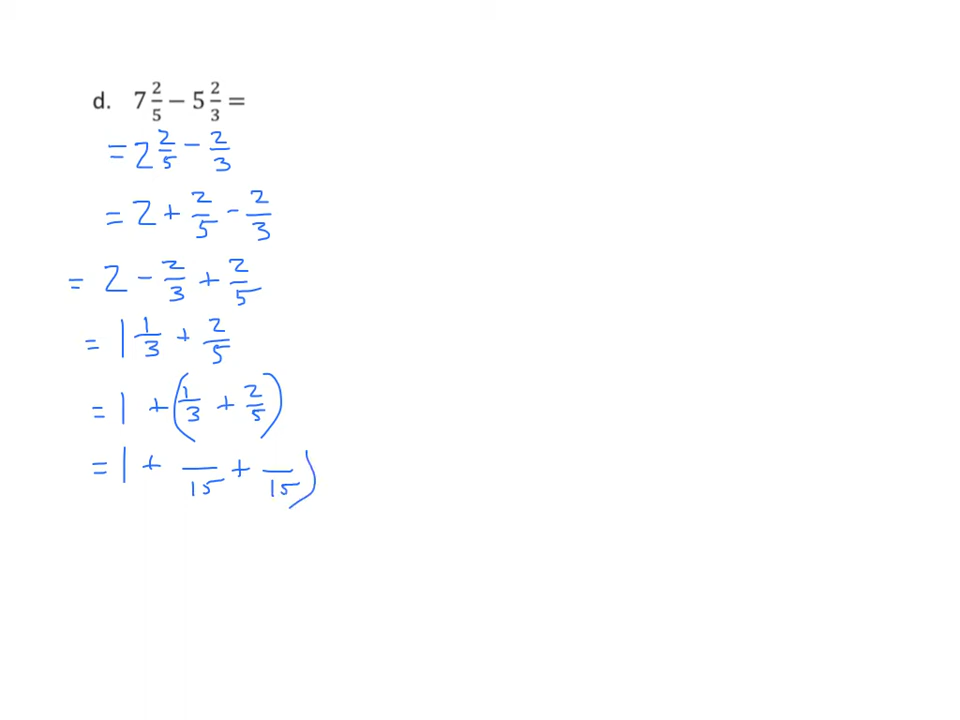 d. 7 2/5 − 5 2/3 =
= 2 2/5 − 2/3
= 2 + 2/5 − 2/3
= 2 − 2/3 + 2/5
= 1 1/3 + 2/5
= 1 + (1/3 + 2/5)
= 1 + /15 + /15)